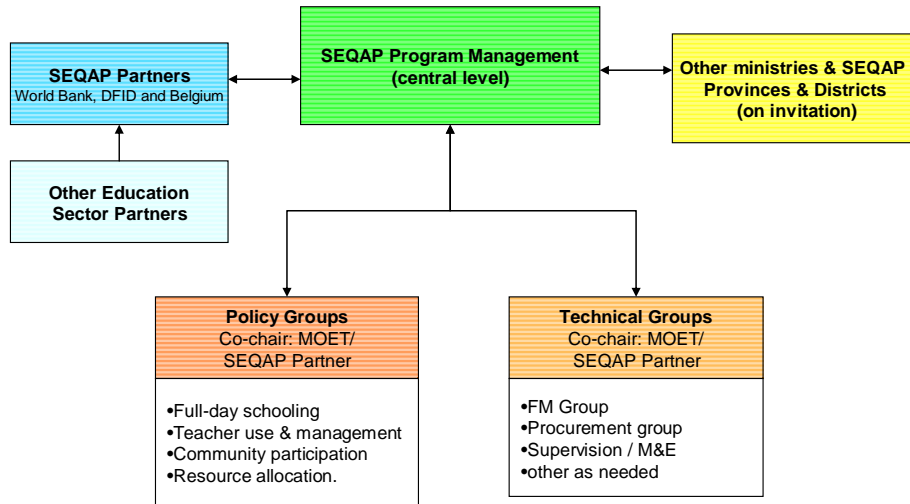 SEQAP Partners
World Bank, DFID and Belgium
SEQAP Program Management
(central level)
Other ministries & SEQAP
Provinces & Districts
(on invitation)
Other Education
Sector Partners
Policy Groups
Co-chair: MOET/
SEQAP Partner
•Full-day schooling
•Teacher use & management
•Community participation
•Resource allocation.
Technical Groups
Co-chair: MOET/
SEQAP Partner
•FM Group
•Procurement group
•Supervision / M&E
•other as needed